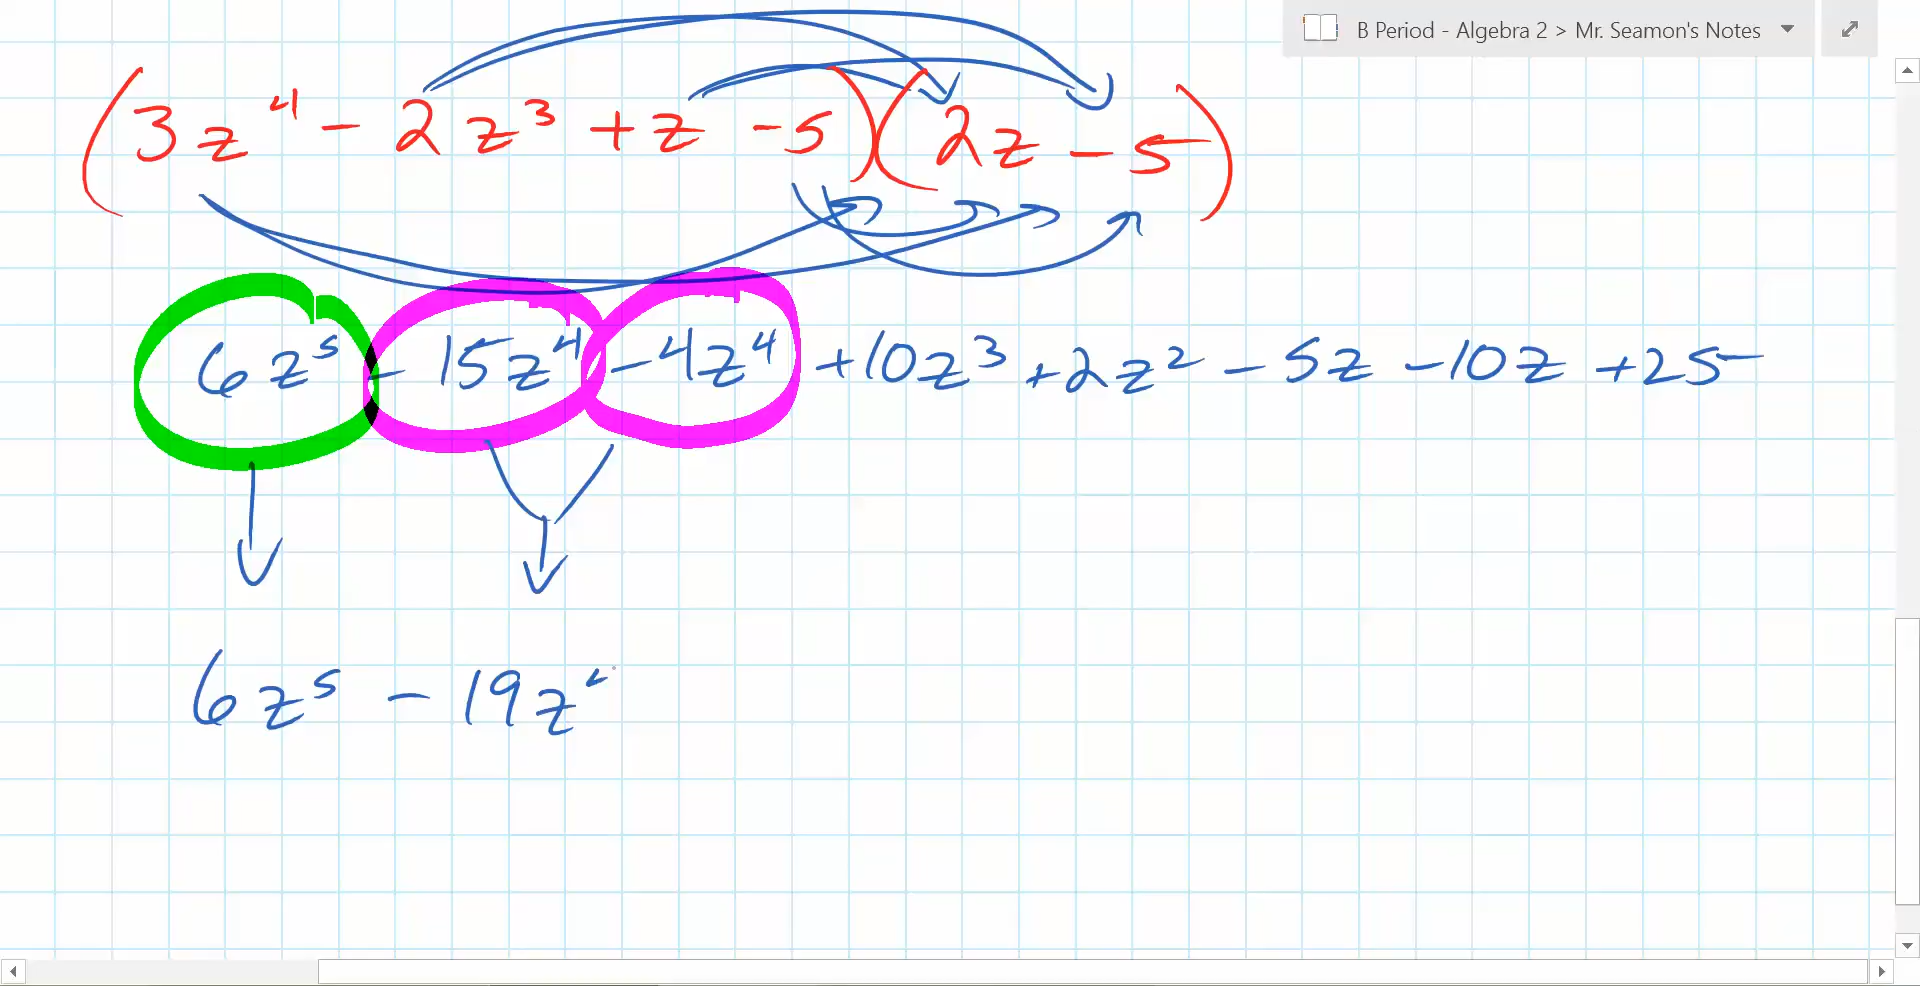 B Period - Algebra 2 > Mr. Seamon's Notes
(3z⁴ - 2z³ + z - 5)(2z - 5)
6z⁵ - 15z⁴ - 4z⁴ + 10z³ + 2z² - 5z - 10z + 25
6z⁵ - 19z⁴